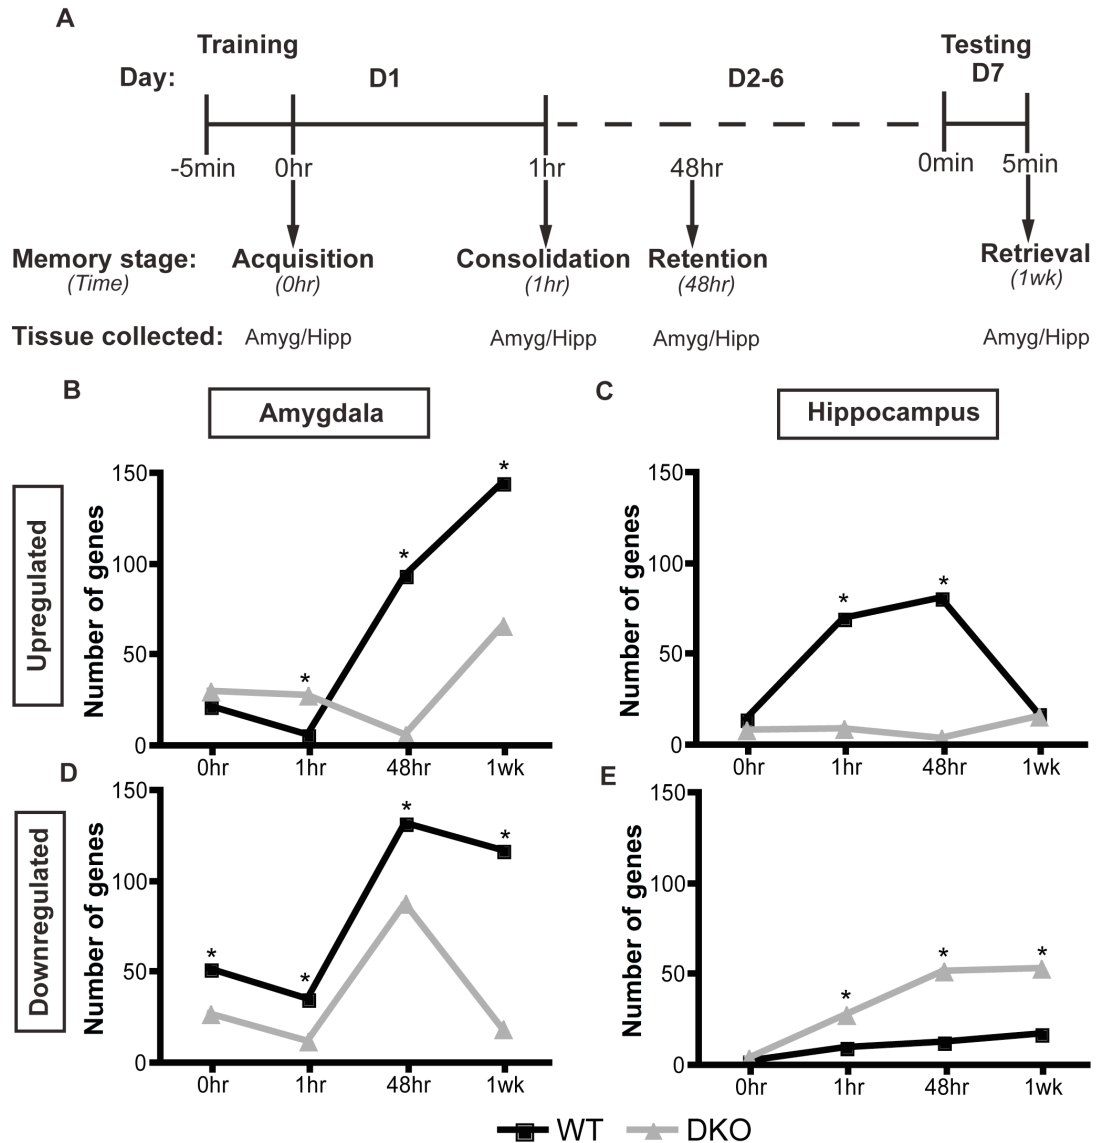 A
Training
Testing
Day:
D1
D2-6
D7
-5min
0hr
1hr
48hr
0min
5min
Memory stage:
Acquisition
Consolidation
Retention
Retrieval
(Time)
(0hr)
(1hr)
(48hr)
(1wk)
Tissue collected:
Amyg/Hipp
Amyg/Hipp
Amyg/Hipp
Amyg/Hipp
B
Amygdala
C
Hippocampus
Upregulated
Number of genes
150
100
50
0
*
*
*
0hr
1hr
48hr
1wk
Number of genes
150
100
50
0
*
*
0hr
1hr
48hr
1wk
D
Downregulated
Number of genes
150
100
50
0
*
*
*
*
0hr
1hr
48hr
1wk
E
Number of genes
150
100
50
0
*
*
*
0hr
1hr
48hr
1wk
WT
DKO